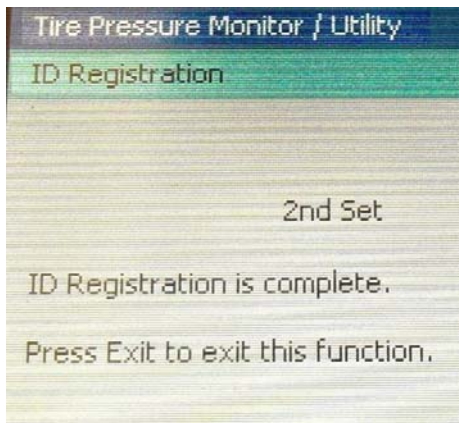 Tire Pressure Monitor / Utility
ID Registration
2nd Set
ID Registration is complete.
Press Exit to exit this function.